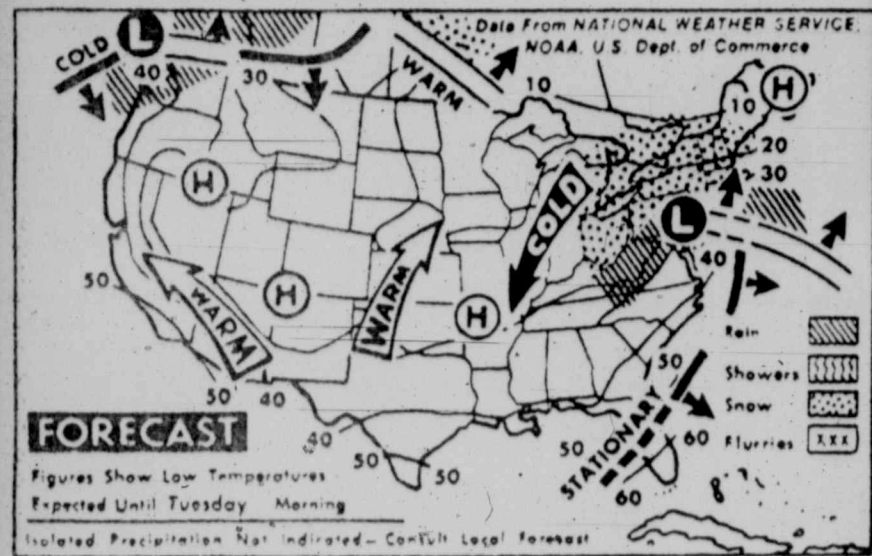 Data From NATIONAL WEATHER SERVICE,
NOAA, U.S. Dept. of Commerce
COLD
L
40
30
WARM
10
H
10
20
30
H
COLD
L
40
50
WARM
H
WARM
H
Rain
Showers
Snow
Flurries
XXX
50
50
40
40
50
50
STATIONARY
50
60
60
FORECAST
Figures Show Low Temperatures
Expected Until Tuesday Morning
Isolated Precipitation Not Indicated - Consult Local Forecast